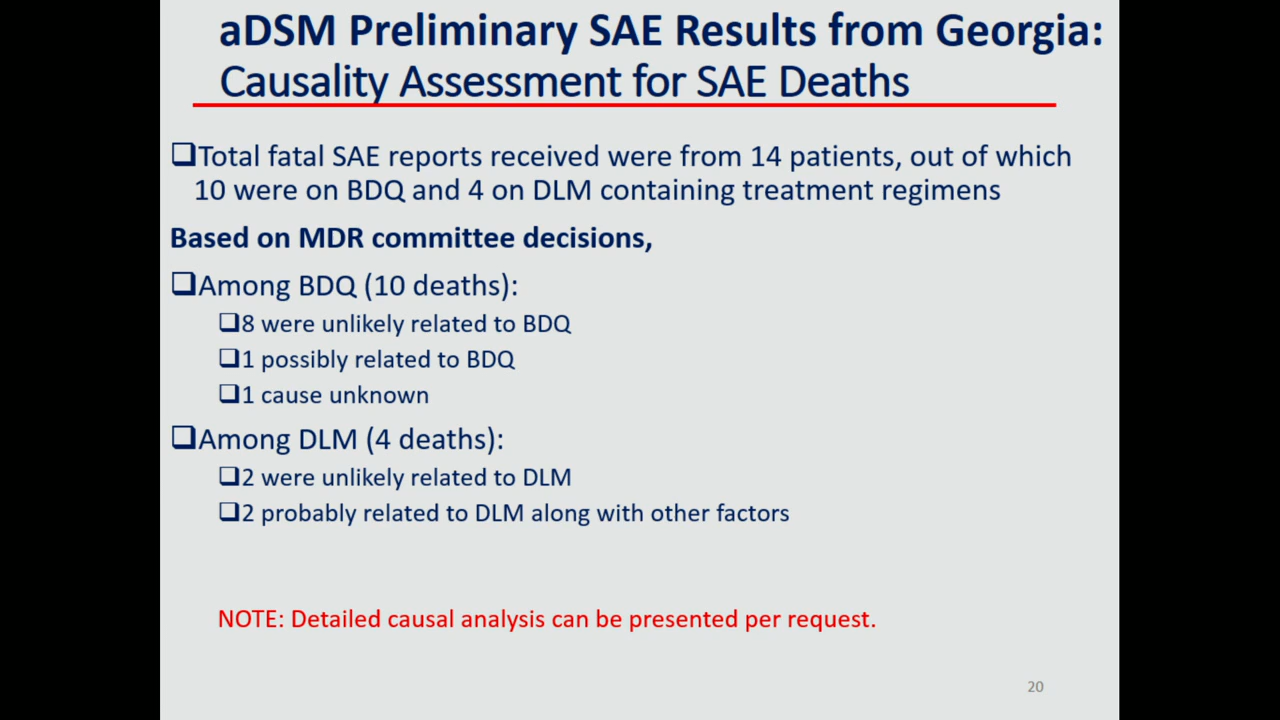 aDSM Preliminary SAE Results from Georgia:
Causality Assessment for SAE Deaths
❑Total fatal SAE reports received were from 14 patients, out of which
10 were on BDQ and 4 on DLM containing treatment regimens
Based on MDR committee decisions,
❑Among BDQ (10 deaths):
❑8 were unlikely related to BDQ
❑1 possibly related to BDQ
❑1 cause unknown
❑Among DLM (4 deaths):
❑2 were unlikely related to DLM
❑2 probably related to DLM along with other factors
NOTE: Detailed causal analysis can be presented per request.
20